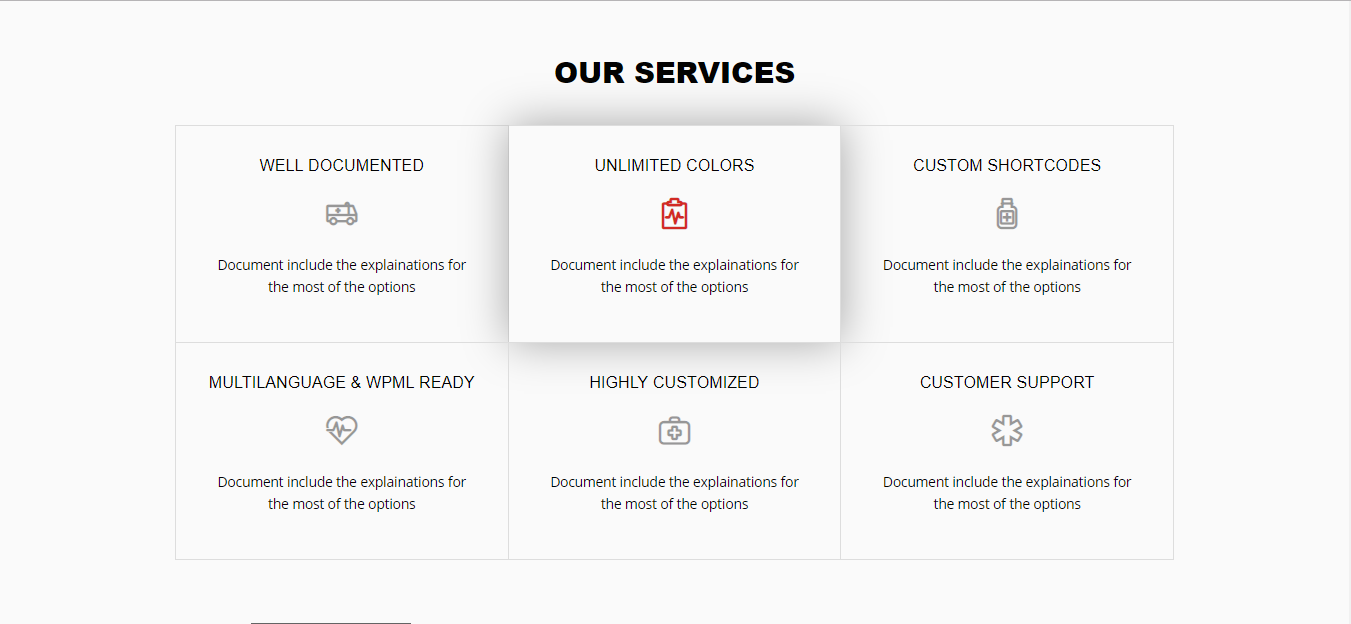 OUR SERVICES
WELL DOCUMENTED
Document include the explainations for
the most of the options
UNLIMITED COLORS
Document include the explainations for
the most of the options
CUSTOM SHORTCODES
Document include the explainations for
the most of the options
MULTILANGUAGE & WPML READY
Document include the explainations for
the most of the options
HIGHLY CUSTOMIZED
Document include the explainations for
the most of the options
CUSTOMER SUPPORT
Document include the explainations for
the most of the options